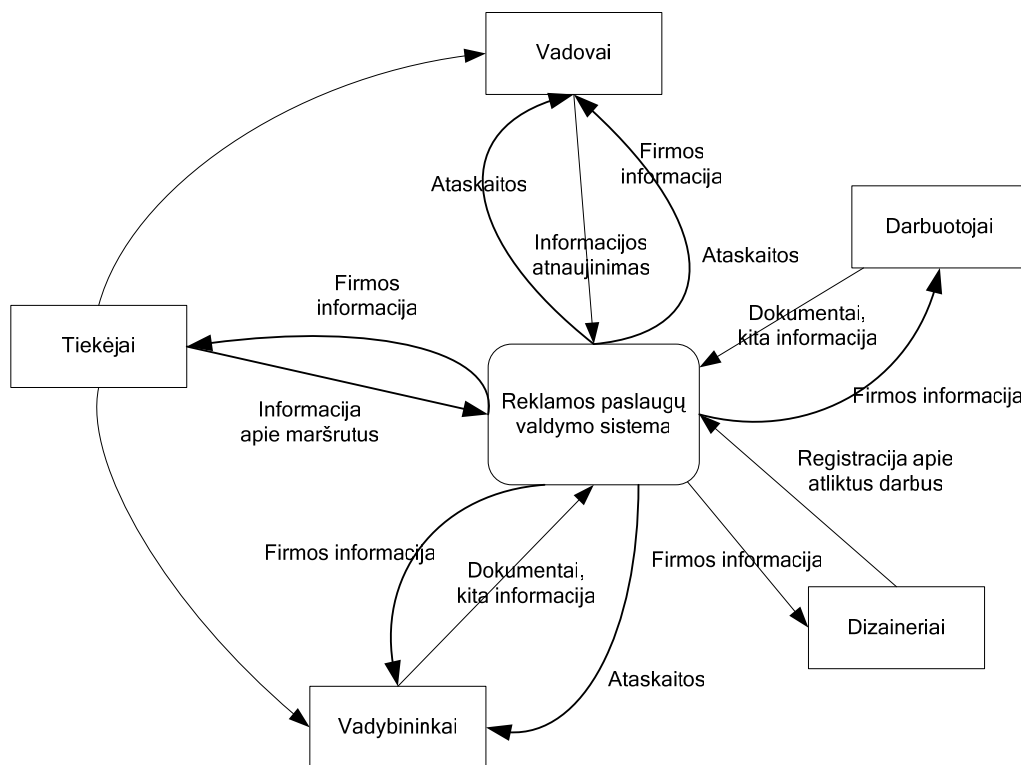 Vadovai
Firmos
informacija
Ataskaitos
Darbuotojai
Informacijos
atnaujinimas
Ataskaitos
Firmos
informacija
Dokumentai,
kita informacija
Tiekėjai
Reklamos paslaugų
valdymo sistema
Firmos informacija
Informacija
apie maršrutus
Registracija apie
atliktus darbus
Firmos informacija
Dokumentai,
kita informacija
Firmos informacija
Dizaineriai
Ataskaitos
Vadybininkai